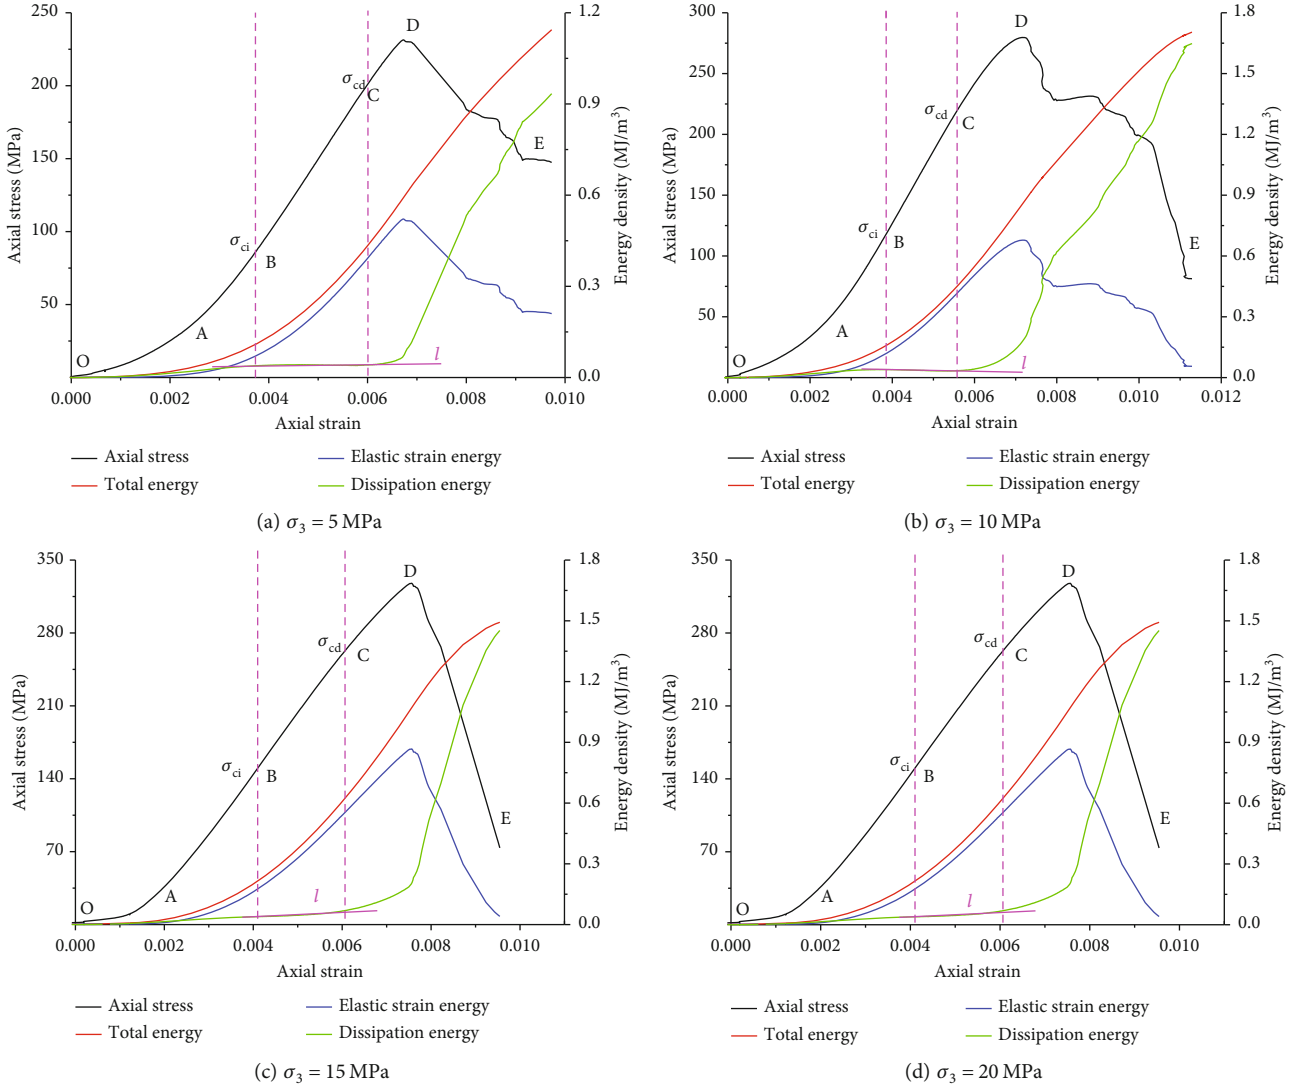 250
200
150
100
50
Axial stress (MPa)
1.2
0.9
0.6
0.3
0.0
Energy density (MJ/m³)
D
σcd
C
E
σci
B
A
O
l
0.000 0.002 0.004 0.006 0.008 0.010
Axial strain
Axial stress Elastic strain energy
Total energy Dissipation energy
(a) σ₃ = 5 MPa
300
250
200
150
100
50
000
Axial stress (MPa)
1.8
1.5
1.2
0.9
0.6
0.3
0.0
Energy density (MJ/m³)
D
σcd
C
σci
B
E
A
O
l
0.000 0.002 0.004 0.006 0.008 0.010 0.012
Axial strain
Axial stress Elastic strain energy
Total energy Dissipation energy
(b) σ₃ = 10 MPa
350
280
210
140
70
Axial stress (MPa)
1.8
1.5
1.2
0.9
0.6
0.3
0.0
Energy density (MJ/m³)
D
σcd
C
σci
B
E
A
O
l
0.000 0.002 0.004 0.006 0.008 0.010
Axial strain
Axial stress Elastic strain energy
Total energy Dissipation energy
(c) σ₃ = 15 MPa
350
280
210
140
70
Axial stress (MPa)
1.8
1.5
1.2
0.9
0.6
0.3
0.0
Energy density (MJ/m³)
D
σcd
C
σci
B
E
A
O
l
0.000 0.002 0.004 0.006 0.008 0.010
Axial strain
Axial stress Elastic strain energy
Total energy Dissipation energy
(d) σ₃ = 20 MPa